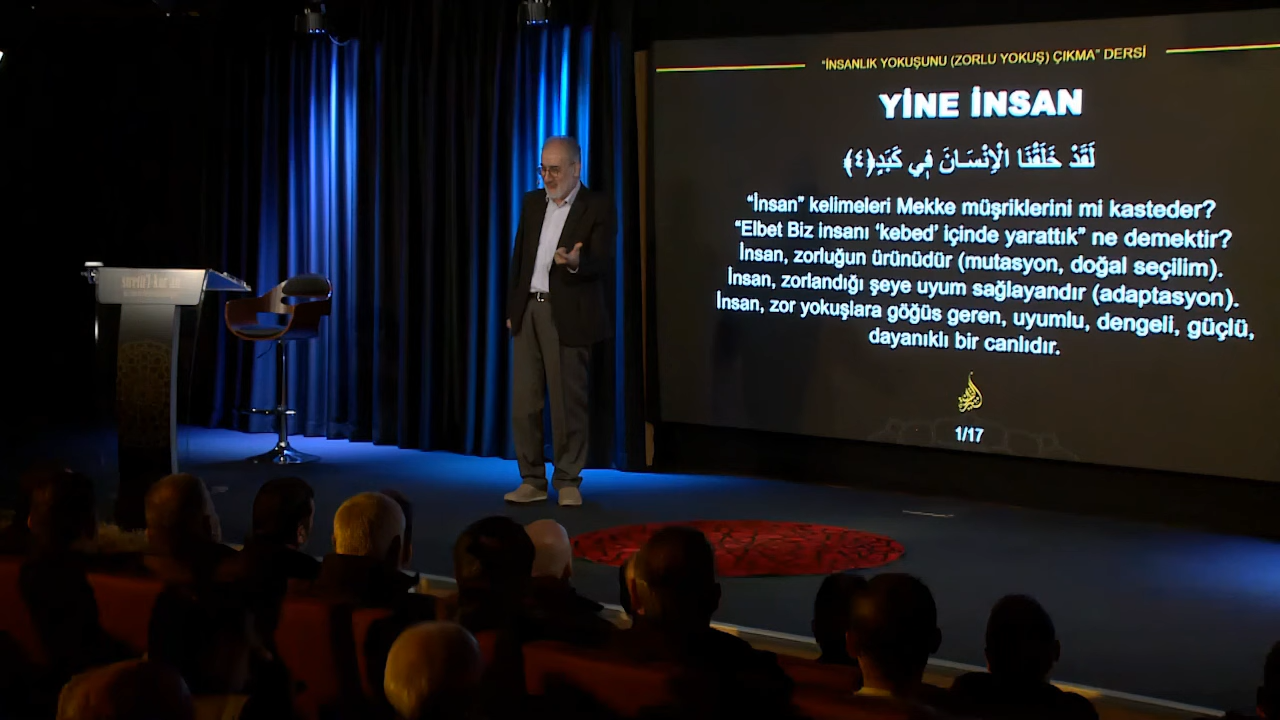 “İNSANLIK YOKUŞUNU (ZORLU YOKUŞ) ÇIKMA” DERSİ
YİNE İNSAN
لَقَدْ خَلَقْنَا الْاِنْسَانَ ف۪ي كَبَدٍ﴿٤﴾
“İnsan” kelimeleri Mekke müşriklerini mi kasteder?
“Elbet Biz insanı ‘kebed’ içinde yarattık” ne demektir?
İnsan, zorluğun ürünüdür (mutasyon, doğal seçilim).
İnsan, zorlandığı şeye uyum sağlayandır (adaptasyon).
İnsan, zor yokuşlara göğüs geren, uyumlu, dengeli, güçlü,
dayanıklı bir canlıdır.
1/17